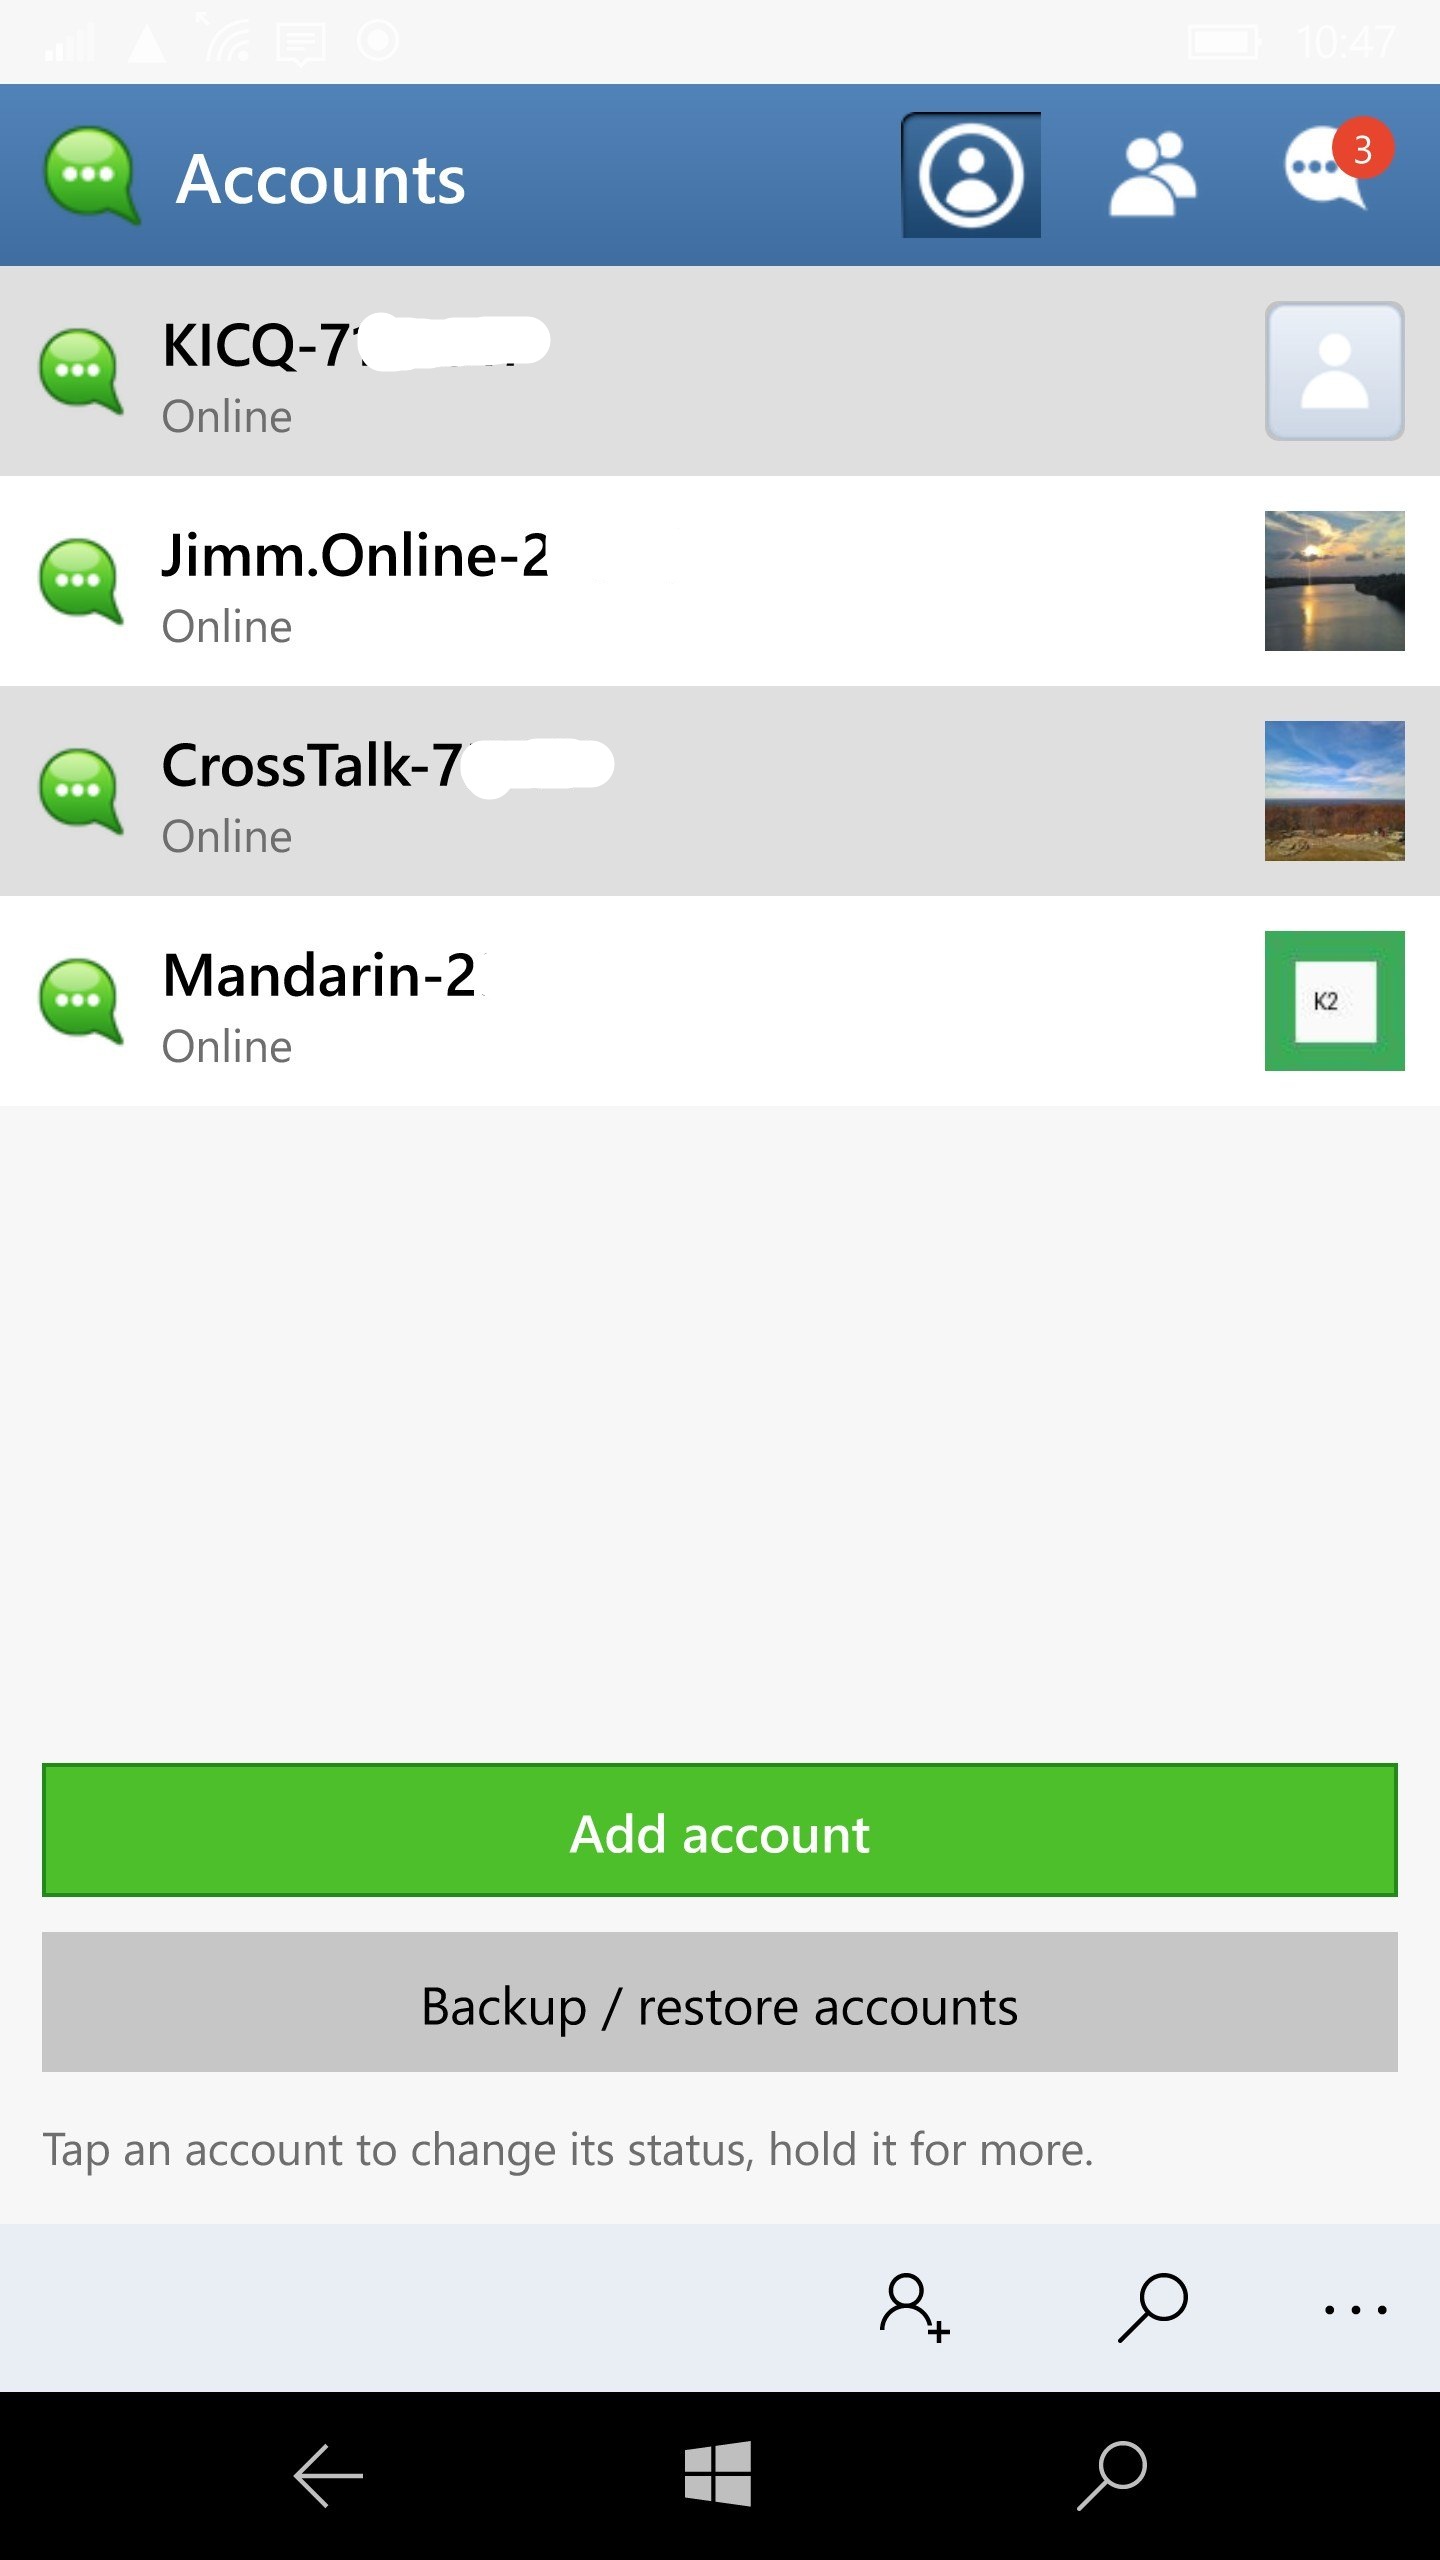 10:47
Accounts
3
KICQ-7
Online
Jimm.Online-2
Online
CrossTalk-7
Online
Mandarin-2
K2
Online
Add account
Backup / restore accounts
Tap an account to change its status, hold it for more.